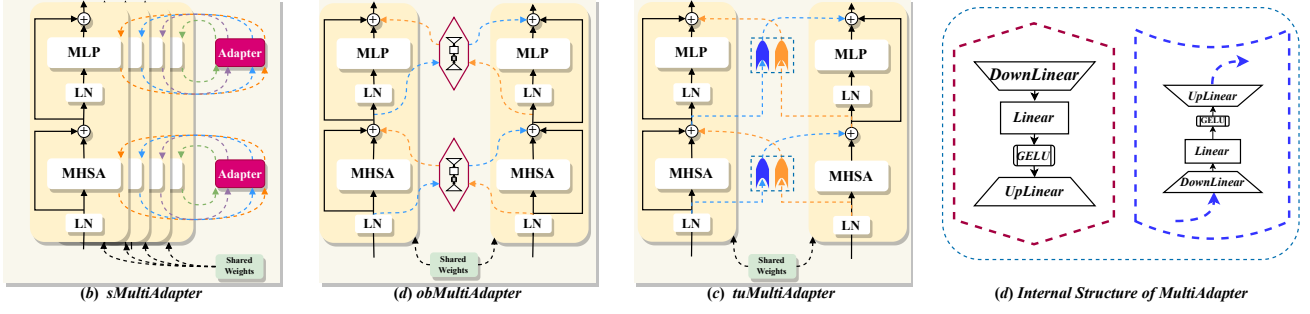 MLP
Adapter
LN
MHSA
Adapter
LN
Shared
Weights
(b) sMultiAdapter
MLP
MLP
LN
LN
MHSA
MHSA
LN
LN
Shared
Weights
(d) obMultiAdapter
MLP
MLP
LN
LN
MHSA
MHSA
LN
LN
Shared
Weights
(c) tuMultiAdapter
DownLinear
Linear
GELU
UpLinear
UpLinear
GELU
Linear
DownLinear
(d) Internal Structure of MultiAdapter